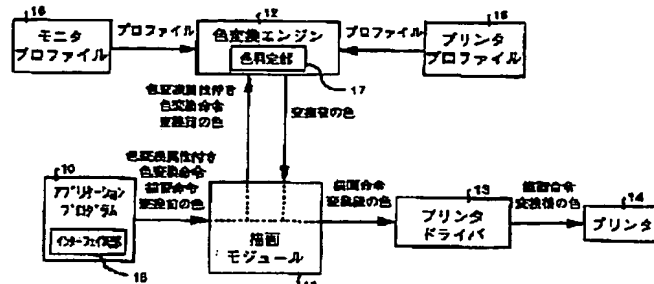 16
モニタ
プロファイル
プロファイル
12
色変換エンジン
色判定部
17
プロファイル
15
プリンタ
プロファイル
色変換属性付き
色変換命令
変換前の色
変換後の色
10
アプリケーション
プログラム
インターフェイス部
18
色変換属性付き
色変換命令
描画命令
変換前の色
描画
モジュール
描画命令
変換後の色
13
プリンタ
ドライバ
描画命令
変換後の色
14
プリンタ